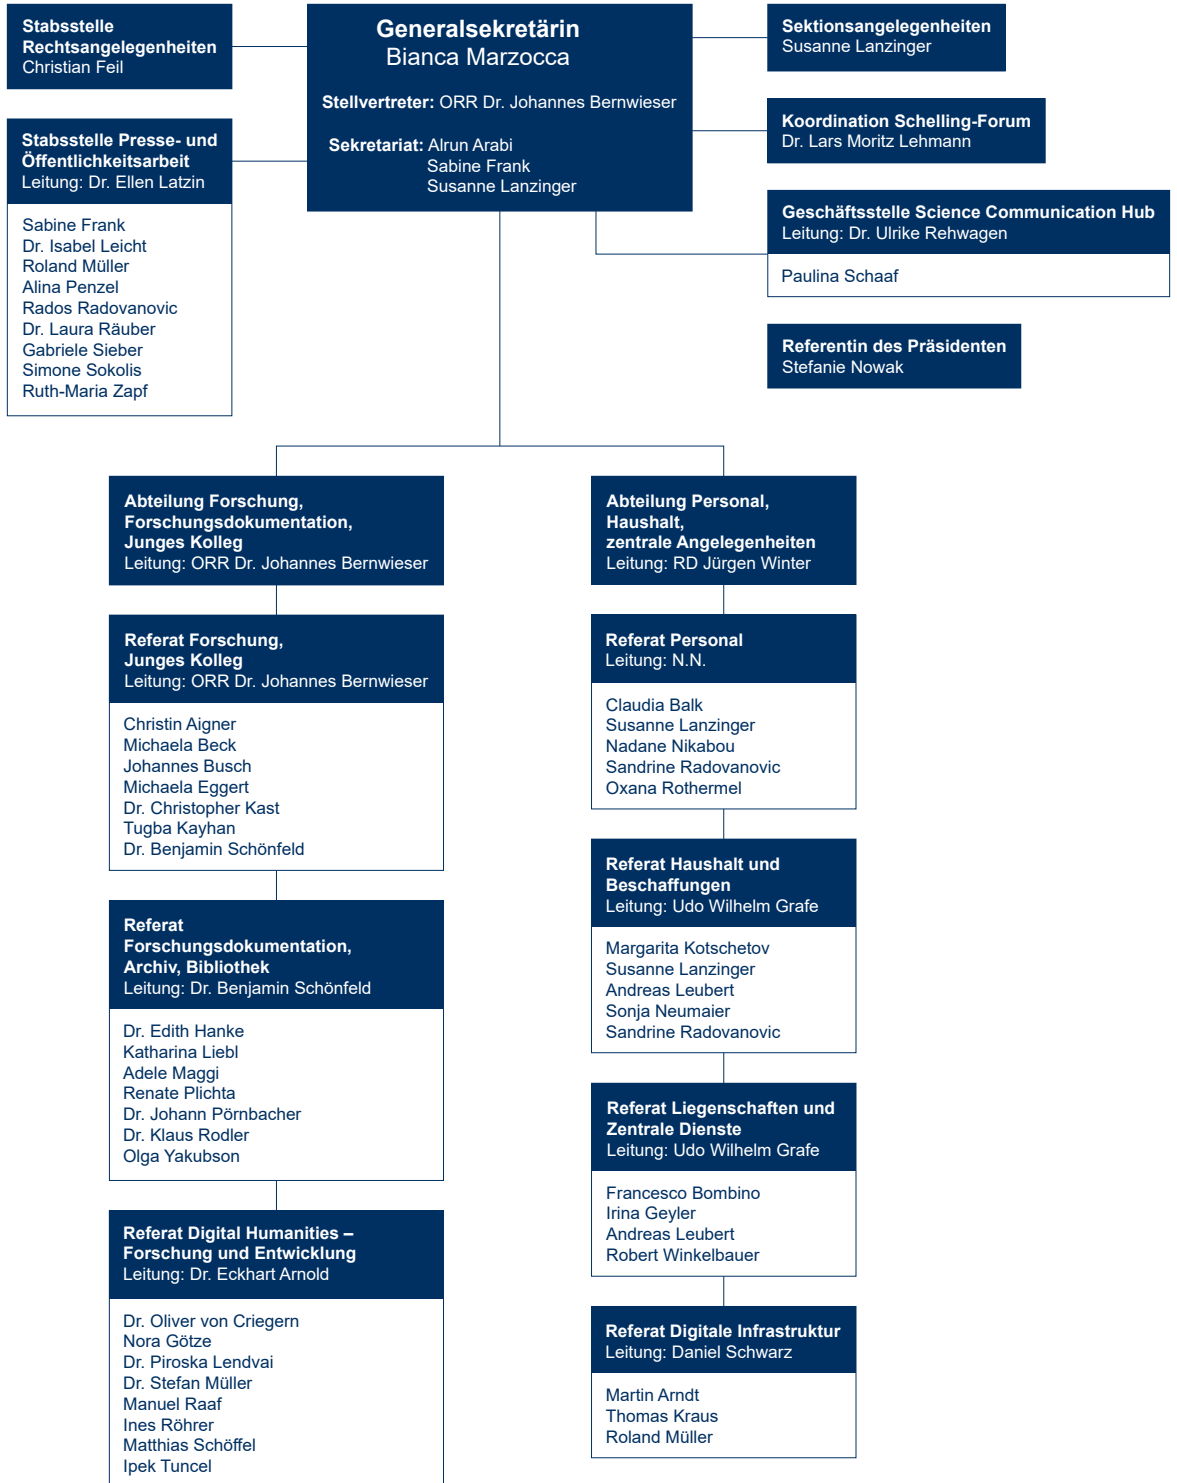 Stabsstelle
Rechtsangelegenheiten
Christian Feil
Generalsekretärin
Bianca Marzocca
Stellvertreter: ORR Dr. Johannes Bernwieser
Sekretariat: Alrun Arabi
Sabine Frank
Susanne Lanzinger
Sektionsangelegenheiten
Susanne Lanzinger
Stabsstelle Presse- und
Öffentlichkeitsarbeit
Leitung: Dr. Ellen Latzin
Sabine Frank
Dr. Isabel Leicht
Roland Müller
Alina Penzel
Rados Radovanovic
Dr. Laura Räuber
Gabriele Sieber
Simone Sokolis
Ruth-Maria Zapf
Koordination Schelling-Forum
Dr. Lars Moritz Lehmann
Geschäftsstelle Science Communication Hub
Leitung: Dr. Ulrike Rehwagen
Paulina Schaaf
Referentin des Präsidenten
Stefanie Nowak
Abteilung Forschung,
Forschungsdokumentation,
Junges Kolleg
Leitung: ORR Dr. Johannes Bernwieser
Referat Forschung,
Junges Kolleg
Leitung: ORR Dr. Johannes Bernwieser
Christin Aigner
Michaela Beck
Johannes Busch
Michaela Eggert
Dr. Christopher Kast
Tugba Kayhan
Dr. Benjamin Schönfeld
Referat
Forschungsdokumentation,
Archiv, Bibliothek
Leitung: Dr. Benjamin Schönfeld
Dr. Edith Hanke
Katharina Liebl
Adele Maggi
Renate Plichta
Dr. Johann Pörnbacher
Dr. Klaus Rodler
Olga Yakubson
Referat Digital Humanities –
Forschung und Entwicklung
Leitung: Dr. Eckhart Arnold
Dr. Oliver von Criegern
Nora Götze
Dr. Piroska Lendvai
Dr. Stefan Müller
Manuel Raaf
Ines Röhrer
Matthias Schöffel
Ipek Tuncel
Abteilung Personal,
Haushalt,
zentrale Angelegenheiten
Leitung: RD Jürgen Winter
Referat Personal
Leitung: N.N.
Claudia Balk
Susanne Lanzinger
Nadane Nikabou
Sandrine Radovanovic
Oxana Rothermel
Referat Haushalt und
Beschaffungen
Leitung: Udo Wilhelm Grafe
Margarita Kotschetov
Susanne Lanzinger
Andreas Leubert
Sonja Neumaier
Sandrine Radovanovic
Referat Liegenschaften und
Zentrale Dienste
Leitung: Udo Wilhelm Grafe
Francesco Bombino
Irina Geyler
Andreas Leubert
Robert Winkelbauer
Referat Digitale Infrastruktur
Leitung: Daniel Schwarz
Martin Arndt
Thomas Kraus
Roland Müller